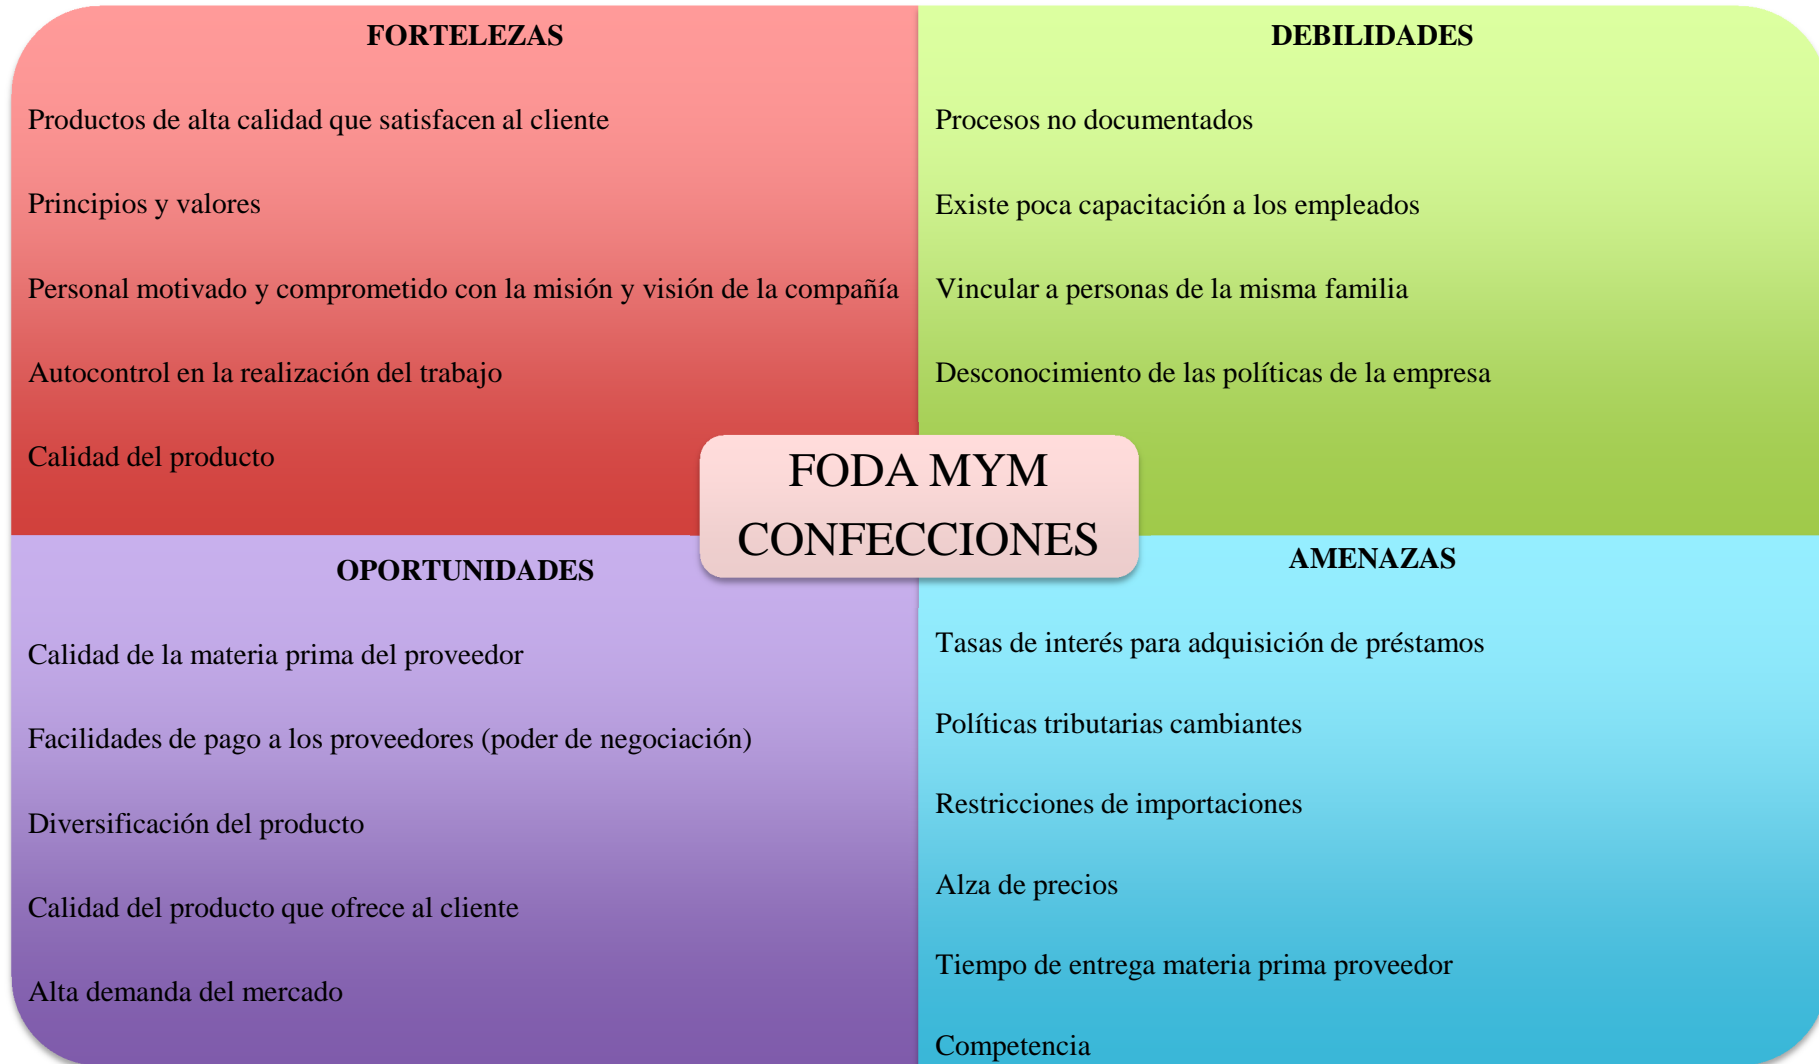 FORTELEZAS
Productos de alta calidad que satisfacen al cliente
Principios y valores
Personal motivado y comprometido con la misión y visión de la compañía
Autocontrol en la realización del trabajo
Calidad del producto
DEBILIDADES
Procesos no documentados
Existe poca capacitación a los empleados
Vincular a personas de la misma familia
Desconocimiento de las políticas de la empresa
FODA MYM
CONFECCIONES
OPORTUNIDADES
Calidad de la materia prima del proveedor
Facilidades de pago a los proveedores (poder de negociación)
Diversificación del producto
Calidad del producto que ofrece al cliente
Alta demanda del mercado
AMENAZAS
Tasas de interés para adquisición de préstamos
Políticas tributarias cambiantes
Restricciones de importaciones
Alza de precios
Tiempo de entrega materia prima proveedor
Competencia